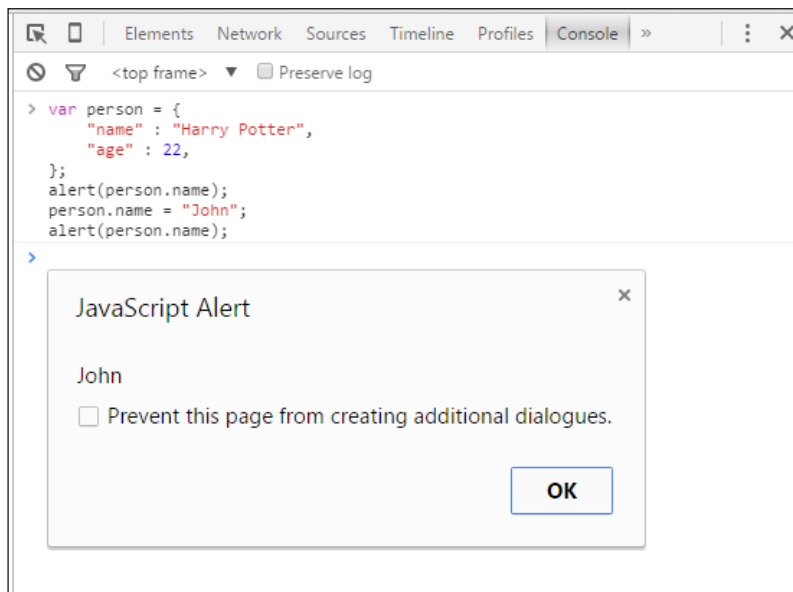 Elements Network Sources Timeline Profiles Console »
<top frame> ▼ Preserve log
> var person = {
"name" : "Harry Potter",
"age" : 22,
};
alert(person.name);
person.name = "John";
alert(person.name);
>
JavaScript Alert
John
Prevent this page from creating additional dialogues.
OK